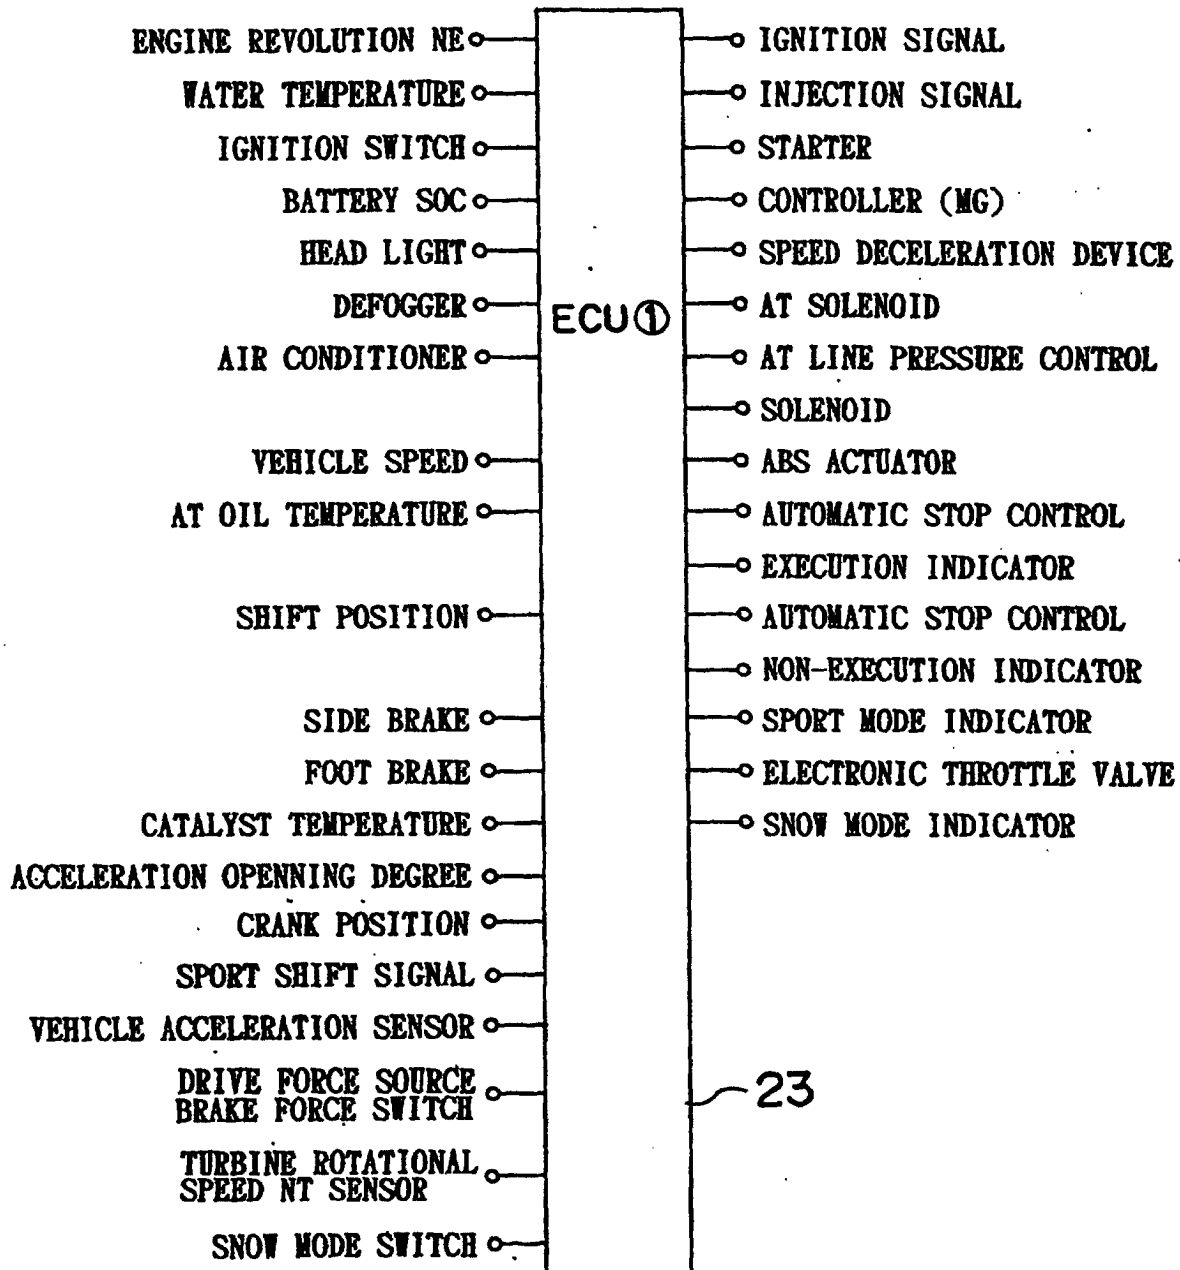 ENGINE REVOLUTION NE
WATER TEMPERATURE
IGNITION SWITCH
BATTERY SOC
HEAD LIGHT
DEFOGGER
AIR CONDITIONER
VEHICLE SPEED
AT OIL TEMPERATURE
SHIFT POSITION
SIDE BRAKE
FOOT BRAKE
CATALYST TEMPERATURE
ACCELERATION OPENNING DEGREE
CRANK POSITION
SPORT SHIFT SIGNAL
VEHICLE ACCELERATION SENSOR
DRIVE FORCE SOURCE
BRAKE FORCE SWITCH
TURBINE ROTATIONAL
SPEED NT SENSOR
SNOW MODE SWITCH
ECU①
IGNITION SIGNAL
INJECTION SIGNAL
STARTER
CONTROLLER (MG)
SPEED DECELERATION DEVICE
AT SOLENOID
AT LINE PRESSURE CONTROL
SOLENOID
ABS ACTUATOR
AUTOMATIC STOP CONTROL
EXECUTION INDICATOR
AUTOMATIC STOP CONTROL
NON-EXECUTION INDICATOR
SPORT MODE INDICATOR
ELECTRONIC THROTTLE VALVE
SNOW MODE INDICATOR
23